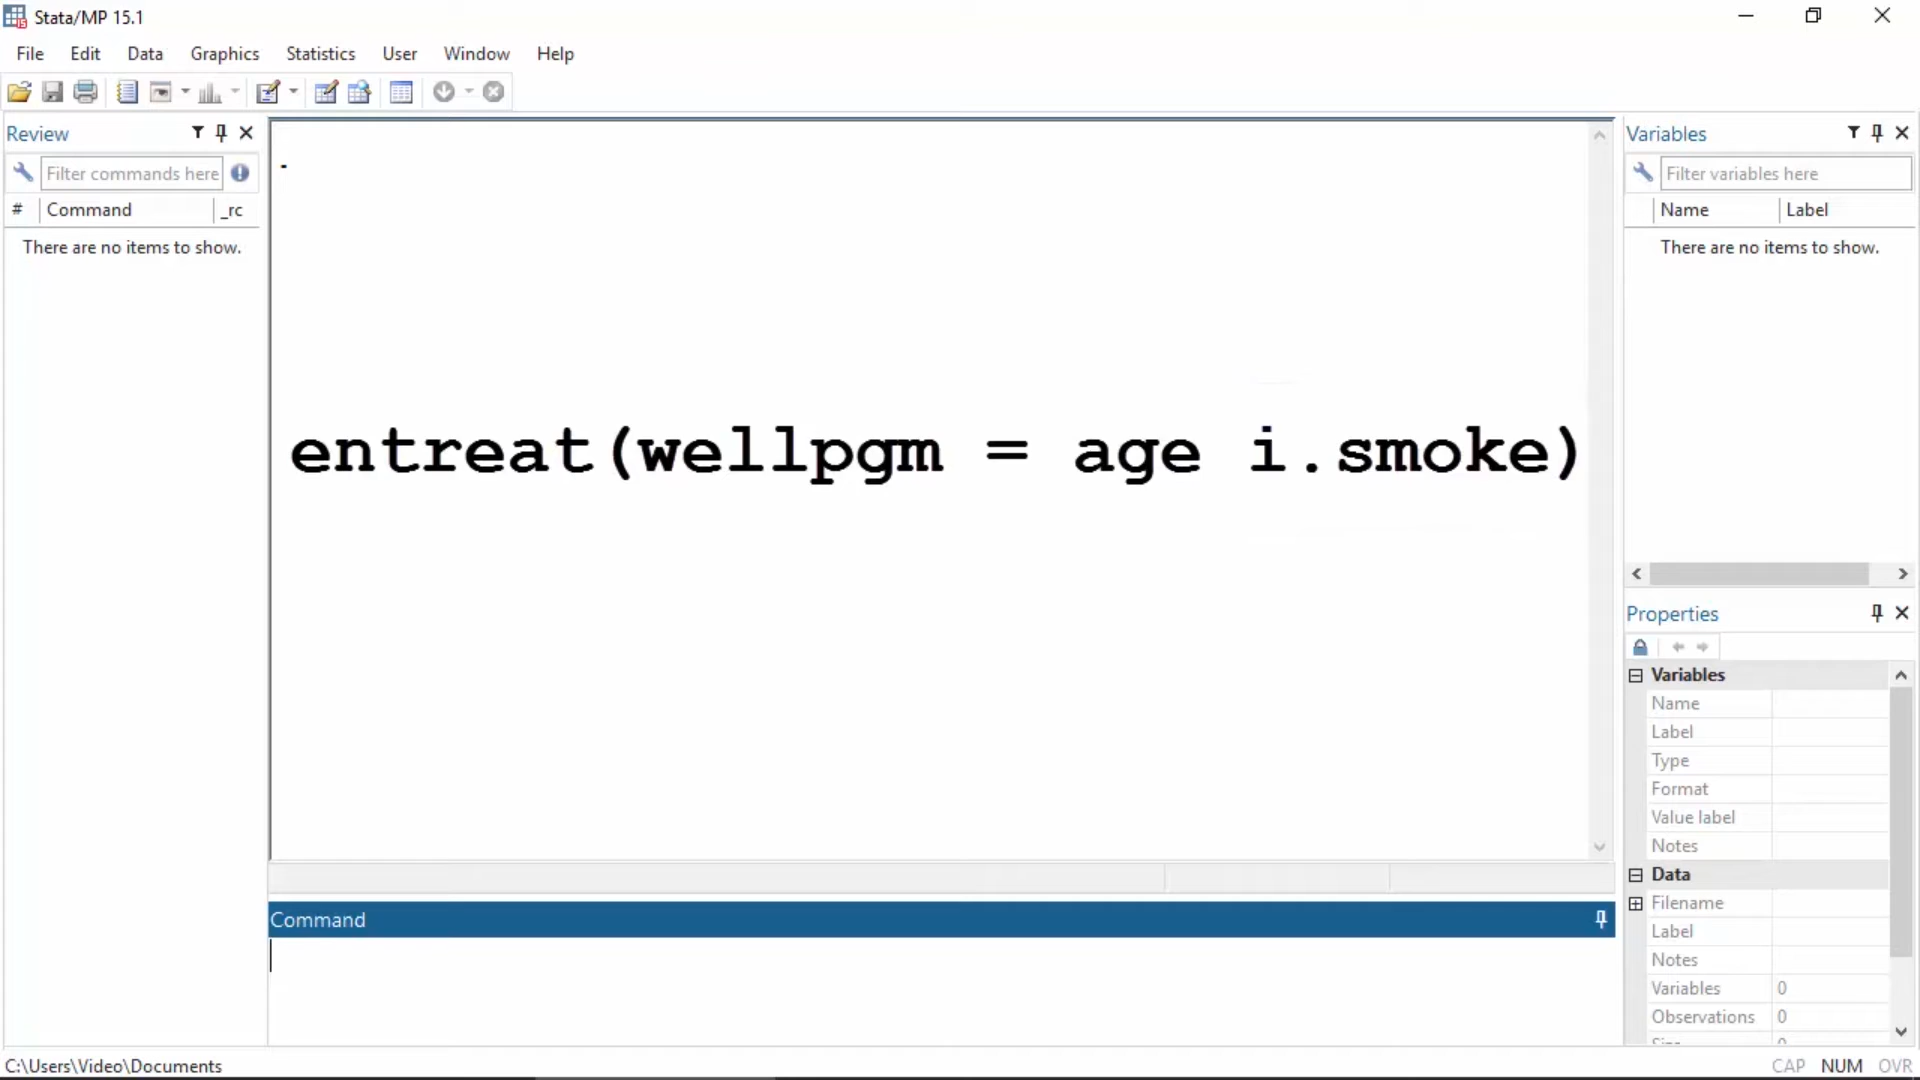 Stata/MP 15.1
File Edit Data Graphics Statistics User Window Help
Review
Filter commands here
# Command _rc
There are no items to show.
-
entreat(wellpgm = age i.smoke)
Command
Variables
Filter variables here
Name Label
There are no items to show.
Properties
Variables
Name
Label
Type
Format
Value label
Notes
Data
Filename
Label
Notes
Variables 0
Observations 0
C:\Users\Video\Documents
CAP NUM OVR